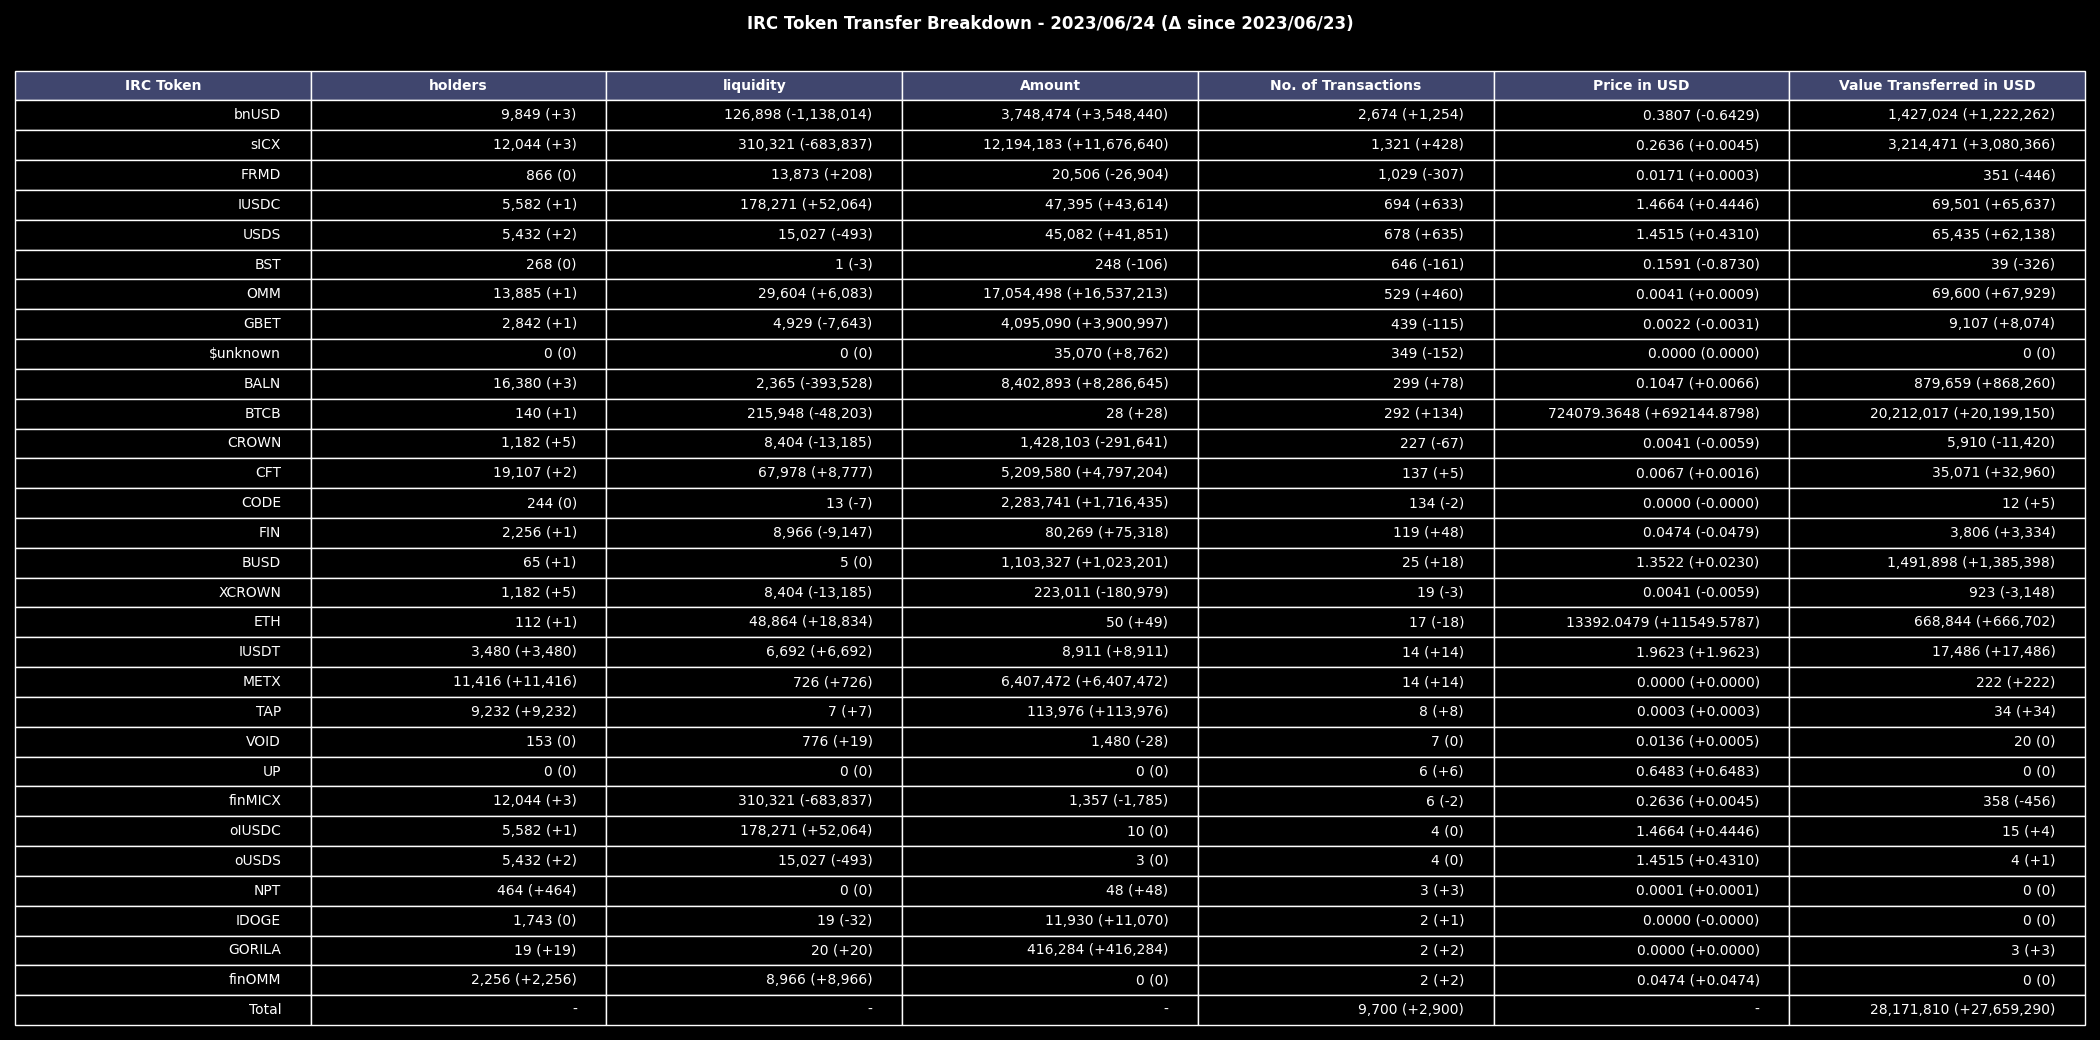 IRC Token Transfer Breakdown - 2023/06/24 (Δ since 2023/06/23)
IRC Token holders liquidity Amount No. of Transactions Price in USD Value Transferred in USD
bnUSD 9,849 (+3) 126,898 (-1,138,014) 3,748,474 (+3,548,440) 2,674 (+1,254) 0.3807 (-0.6429) 1,427,024 (+1,222,262)
sICX 12,044 (+3) 310,321 (-683,837) 12,194,183 (+11,676,640) 1,321 (+428) 0.2636 (+0.0045) 3,214,471 (+3,080,366)
FRMD 866 (0) 13,873 (+208) 20,506 (-26,904) 1,029 (-307) 0.0171 (+0.0003) 351 (-446)
IUSDC 5,582 (+1) 178,271 (+52,064) 47,395 (+43,614) 694 (+633) 1.4664 (+0.4446) 69,501 (+65,637)
USDS 5,432 (+2) 15,027 (-493) 45,082 (+41,851) 678 (+635) 1.4515 (+0.4310) 65,435 (+62,138)
BST 268 (0) 1 (-3) 248 (-106) 646 (-161) 0.1591 (-0.8730) 39 (-326)
OMM 13,885 (+1) 29,604 (+6,083) 17,054,498 (+16,537,213) 529 (+460) 0.0041 (+0.0009) 69,600 (+67,929)
GBET 2,842 (+1) 4,929 (-7,643) 4,095,090 (+3,900,997) 439 (-115) 0.0022 (-0.0031) 9,107 (+8,074)
$unknown 0 (0) 0 (0) 35,070 (+8,762) 349 (-152) 0.0000 (0.0000) 0 (0)
BALN 16,380 (+3) 2,365 (-393,528) 8,402,893 (+8,286,645) 299 (+78) 0.1047 (+0.0066) 879,659 (+868,260)
BTCB 140 (+1) 215,948 (-48,203) 28 (+28) 292 (+134) 724079.3648 (+692144.8798) 20,212,017 (+20,199,150)
CROWN 1,182 (+5) 8,404 (-13,185) 1,428,103 (-291,641) 227 (-67) 0.0041 (-0.0059) 5,910 (-11,420)
CFT 19,107 (+2) 67,978 (+8,777) 5,209,580 (+4,797,204) 137 (+5) 0.0067 (+0.0016) 35,071 (+32,960)
CODE 244 (0) 13 (-7) 2,283,741 (+1,716,435) 134 (-2) 0.0000 (-0.0000) 12 (+5)
FIN 2,256 (+1) 8,966 (-9,147) 80,269 (+75,318) 119 (+48) 0.0474 (-0.0479) 3,806 (+3,334)
BUSD 65 (+1) 5 (0) 1,103,327 (+1,023,201) 25 (+18) 1.3522 (+0.0230) 1,491,898 (+1,385,398)
XCROWN 1,182 (+5) 8,404 (-13,185) 223,011 (-180,979) 19 (-3) 0.0041 (-0.0059) 923 (-3,148)
ETH 112 (+1) 48,864 (+18,834) 50 (+49) 17 (-18) 13392.0479 (+11549.5787) 668,844 (+666,702)
IUSDT 3,480 (+3,480) 6,692 (+6,692) 8,911 (+8,911) 14 (+14) 1.9623 (+1.9623) 17,486 (+17,486)
METX 11,416 (+11,416) 726 (+726) 6,407,472 (+6,407,472) 14 (+14) 0.0000 (+0.0000) 222 (+222)
TAP 9,232 (+9,232) 7 (+7) 113,976 (+113,976) 8 (+8) 0.0003 (+0.0003) 34 (+34)
VOID 153 (0) 776 (+19) 1,480 (-28) 7 (0) 0.0136 (+0.0005) 20 (0)
UP 0 (0) 0 (0) 0 (0) 6 (+6) 0.6483 (+0.6483) 0 (0)
finMICX 12,044 (+3) 310,321 (-683,837) 1,357 (-1,785) 6 (-2) 0.2636 (+0.0045) 358 (-456)
oIUSDC 5,582 (+1) 178,271 (+52,064) 10 (0) 4 (0) 1.4664 (+0.4446) 15 (+4)
oUSDS 5,432 (+2) 15,027 (-493) 3 (0) 4 (0) 1.4515 (+0.4310) 4 (+1)
NPT 464 (+464) 0 (0) 48 (+48) 3 (+3) 0.0001 (+0.0001) 0 (0)
IDOGE 1,743 (0) 19 (-32) 11,930 (+11,070) 2 (+1) 0.0000 (-0.0000) 0 (0)
GORILA 19 (+19) 20 (+20) 416,284 (+416,284) 2 (+2) 0.0000 (+0.0000) 3 (+3)
finOMM 2,256 (+2,256) 8,966 (+8,966) 0 (0) 2 (+2) 0.0474 (+0.0474) 0 (0)
Total - - - 9,700 (+2,900) - 28,171,810 (+27,659,290)